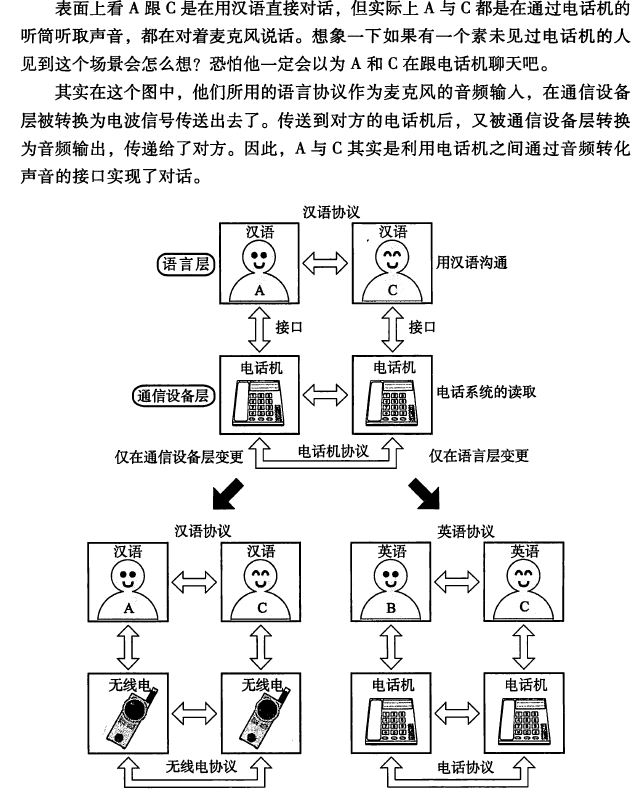 表面上看 A 跟 C 是在用汉语直接对话，但实际上 A 与 C 都是在通过电话机的
听筒听取声音，都在对着麦克风说话。想象一下如果有一个素未见过电话机的人
见到这个场景会怎么想？恐怕他一定会以为 A 和 C 在跟电话机聊天吧。
其实在这个图中，他们所用的语言协议作为麦克风的音频输入，在通信设备
层被转换为电波信号传送出去了。传送到对方的电话机后，又被通信设备层转换
为音频输出，传递给了对方。因此，A 与 C 其实是利用电话机之间通过音频转化
声音的接口实现了对话。
汉语协议
汉语 汉语
语言层
用汉语沟通
A C
接口 接口
电话机 电话机
通信设备层
电话系统的读取
电话机协议
仅在通信设备层变更 仅在语言层变更
汉语协议 英语协议
汉语 汉语 英语 英语
A C B C
无线电 无线电 电话机 电话机
无线电协议 电话协议